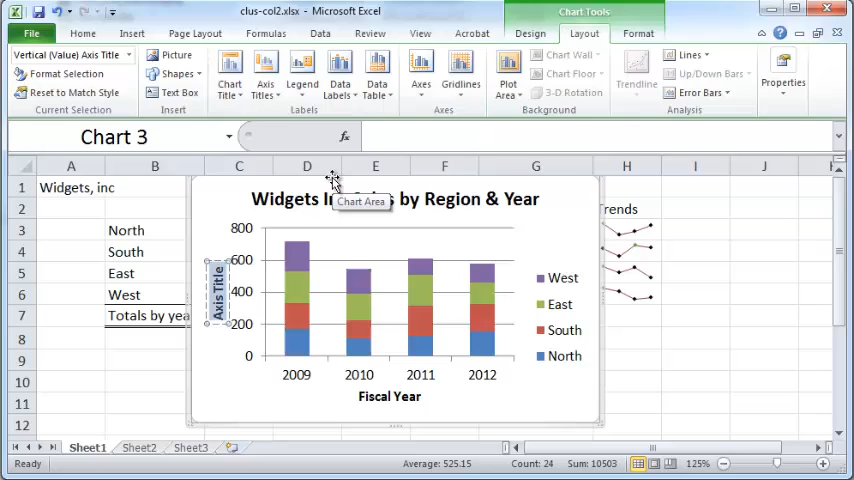 clus-col2.xlsx - Microsoft Excel
Chart Tools
File Home Insert Page Layout Formulas Data Review View Acrobat Design Layout Format
Vertical (Value) Axis Title
Format Selection
Reset to Match Style
Current Selection
Picture
Shapes
Text Box
Insert
Chart Title
Axis Titles
Legend
Data Labels
Data Table
Labels
Axes
Gridlines
Axes
Plot Area
Chart Wall
Chart Floor
3-D Rotation
Background
Trendline
Lines
Up/Down Bars
Error Bars
Analysis
Properties
Chart 3
fx
A B C D E F G H I J
1 Widgets, inc
2 Trends
3 North
4 South
5 East
6 West
7 Totals by yea
8
9
10
11
12
Widgets In by Region & Year
Chart Area
800
600
400
200
0
Axis Title
2009 2010 2011 2012
Fiscal Year
West
East
South
North
Sheet1 Sheet2 Sheet3
Ready Average: 525.15 Count: 24 Sum: 10503 125%